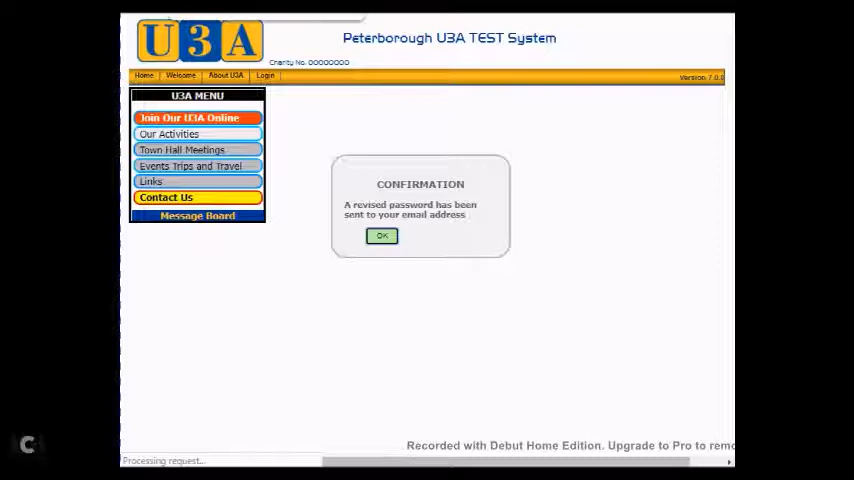 U3A
Peterborough U3A TEST System
Charity No. 00000000
Home Welcome About U3A Login
Version 7.0.
U3A MENU
Join Our U3A Online
Our Activities
Town Hall Meetings
Events Trips and Travel
Links
Contact Us
Message Board
CONFIRMATION
A revised password has been
sent to your email address
OK
Recorded with Debut Home Edition. Upgrade to Pro to remo
Processing request...